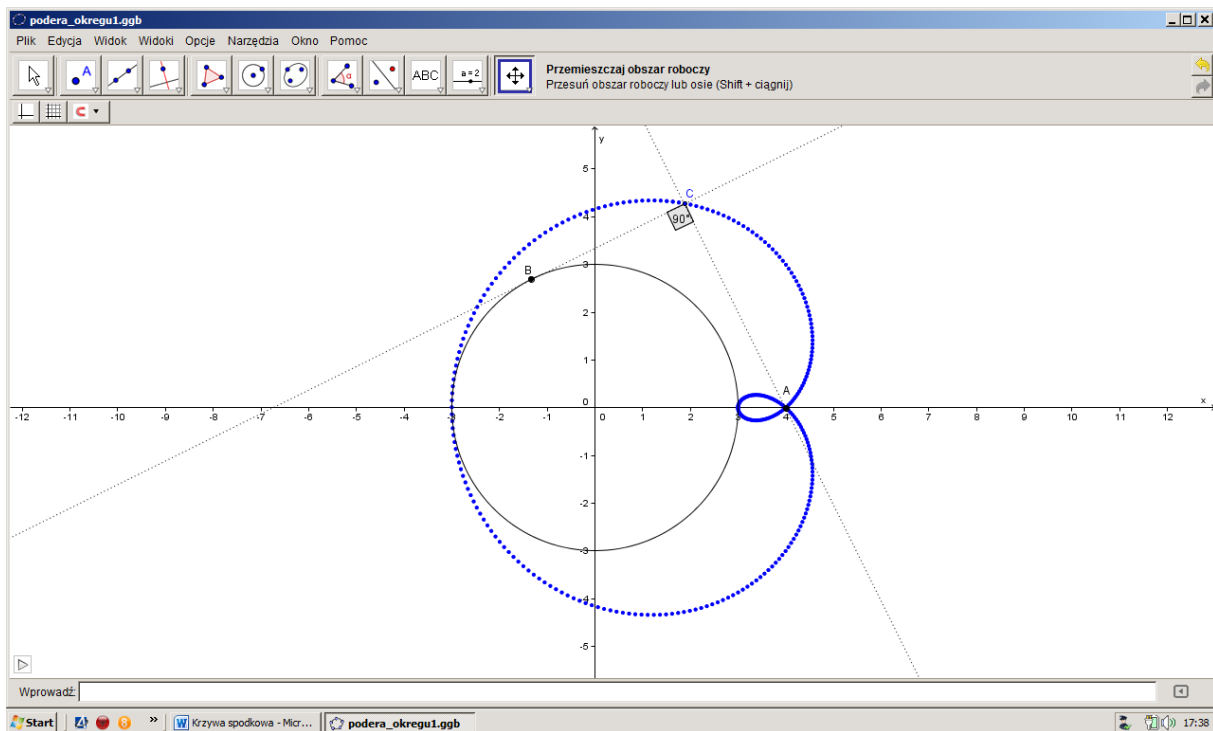 podera_okregu1.ggb
Plik Edycja Widok Widoki Opcje Narzędzia Okno Pomoc
A α ABC a = 2
Przemieszczaj obszar roboczy
Przesuń obszar roboczy lub osie (Shift + ciągnij)
y
5
C
4
90°
B
3
2
1
A
0
x
-12 -11 -10 -9 -8 -7 -6 -5 -4 -3 -2 -1 0 1 2 3 4 5 6 7 8 9 10 11 12
-1
-2
-3
-4
-5
Wprowadź:
Start 8 » W Krzywa spodkowa - Micr... podera_okregu1.ggb 17:38